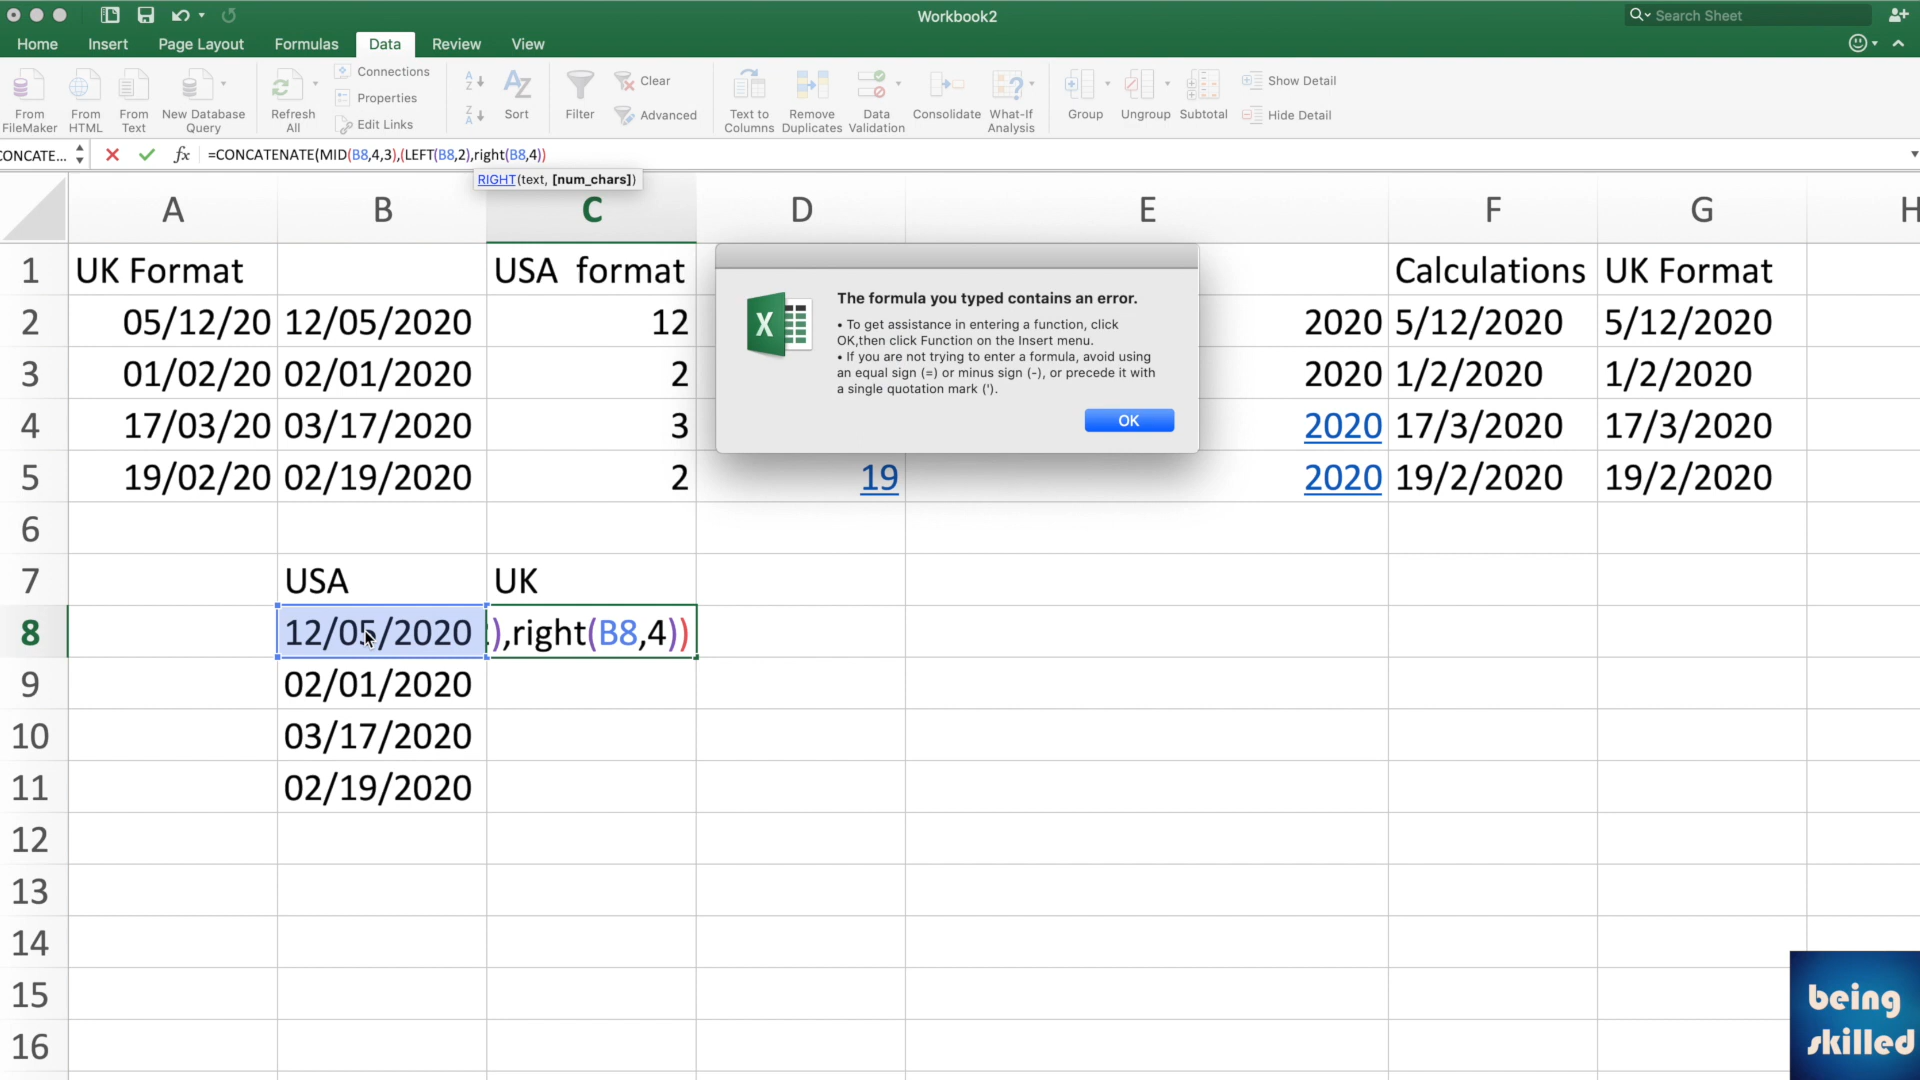 Workbook2
Search Sheet
Home Insert Page Layout Formulas Data Review View
From FileMaker
From HTML
From Text
New Database Query
Refresh All
Connections
Properties
Edit Links
A Z
Z A
A Z
Sort
Filter
Clear
Advanced
Text to Columns
Remove Duplicates
Data Validation
Consolidate
What-If Analysis
Group
Ungroup
Subtotal
Show Detail
Hide Detail
ONCATE... fx =CONCATENATE(MID(B8,4,3),(LEFT(B8,2),right(B8,4))
RIGHT(text, [num_chars])
A B C D E F G H
1 UK Format USA format Calculations UK Format
2 05/12/20 12/05/2020 12 2020 5/12/2020 5/12/2020
3 01/02/20 02/01/2020 2 2020 1/2/2020 1/2/2020
4 17/03/20 03/17/2020 3 2020 17/3/2020 17/3/2020
5 19/02/20 02/19/2020 2 19 2020 19/2/2020 19/2/2020
6
7 USA UK
8 12/05/2020 ),right(B8,4))
9 02/01/2020
10 03/17/2020
11 02/19/2020
12
13
14
15
16
The formula you typed contains an error.
• To get assistance in entering a function, click
OK,then click Function on the Insert menu.
• If you are not trying to enter a formula, avoid using
an equal sign (=) or minus sign (-), or precede it with
a single quotation mark (').
OK
X
being
skilled